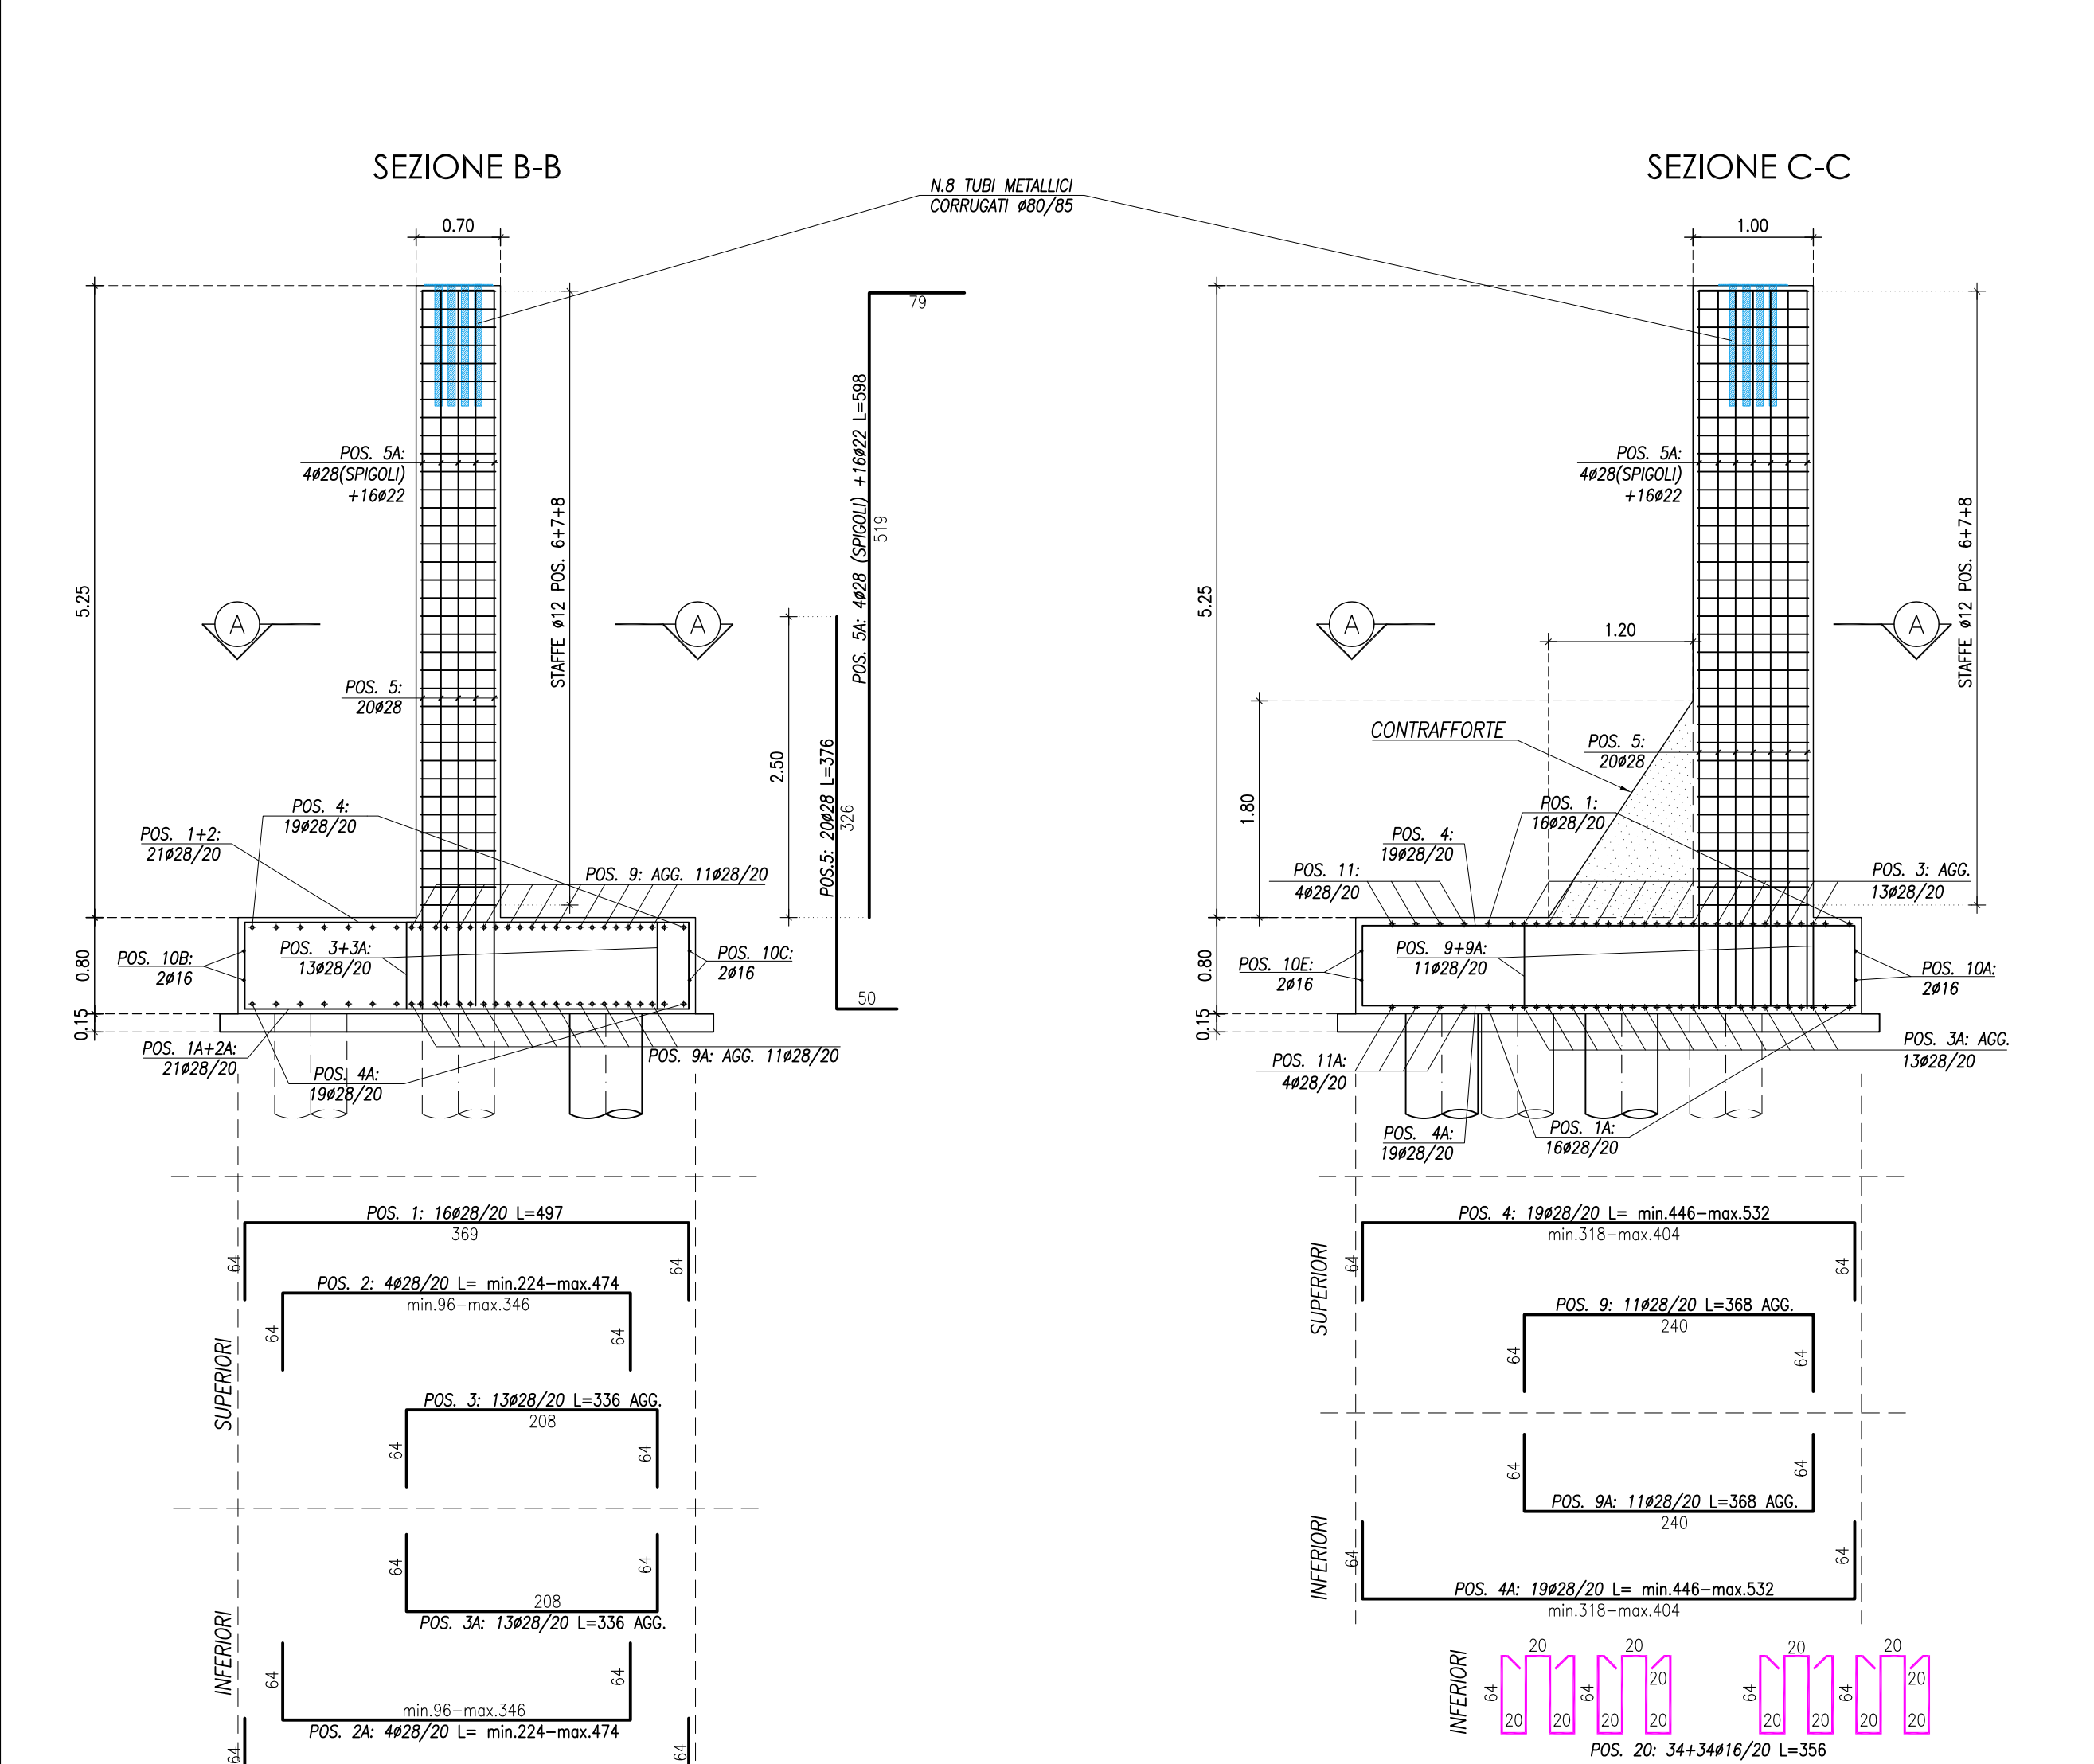 SEZIONE B-B
SEZIONE C-C
N.8 TUBI METALLICI
CORRUGATI ø80/85
0.70
5.25
POS. 5A:
4ø28(SPIGOLI)
+16ø22
STAFFE ø12 POS. 6+7+8
A
A
POS. 5:
20ø28
POS. 4:
19ø28/20
POS. 1+2:
21ø28/20
POS. 9: AGG. 11ø28/20
POS. 3+3A:
13ø28/20
POS. 10B:
2ø16
POS. 10C:
2ø16
0.80
0.15
POS. 1A+2A:
21ø28/20
POS. 4A:
19ø28/20
POS. 9A: AGG. 11ø28/20
79
POS. 5A: 4ø28 (SPIGOLI) +16ø22 L=598
519
2.50
POS.5: 20ø28 L=376
326
50
1.00
5.25
POS. 5A:
4ø28(SPIGOLI)
+16ø22
STAFFE ø12 POS. 6+7+8
A
A
1.20
1.80
CONTRAFFORTE
POS. 5:
20ø28
POS. 1:
16ø28/20
POS. 4:
19ø28/20
POS. 11:
4ø28/20
POS. 3: AGG.
13ø28/20
POS. 9+9A:
11ø28/20
POS. 10E:
2ø16
POS. 10A:
2ø16
0.80
0.15
POS. 11A:
4ø28/20
POS. 3A: AGG.
13ø28/20
POS. 4A:
19ø28/20
POS. 1A:
16ø28/20
POS. 1: 16ø28/20 L=497
369
64
64
POS. 2: 4ø28/20 L= min.224-max.474
min.96-max.346
64
64
SUPERIORI
POS. 3: 13ø28/20 L=336 AGG.
208
64
64
64
64
208
POS. 3A: 13ø28/20 L=336 AGG.
INFERIORI
64
64
min.96-max.346
POS. 2A: 4ø28/20 L= min.224-max.474
64
64
POS. 4: 19ø28/20 L= min.446-max.532
min.318-max.404
64
64
SUPERIORI
POS. 9: 11ø28/20 L=368 AGG.
240
64
64
64
64
POS. 9A: 11ø28/20 L=368 AGG.
240
INFERIORI
64
64
POS. 4A: 19ø28/20 L= min.446-max.532
min.318-max.404
INFERIORI
20
20
20
20
64
64
64
64
20
20
20
20
20
20
20
20
20
20
POS. 20: 34+34ø16/20 L=356